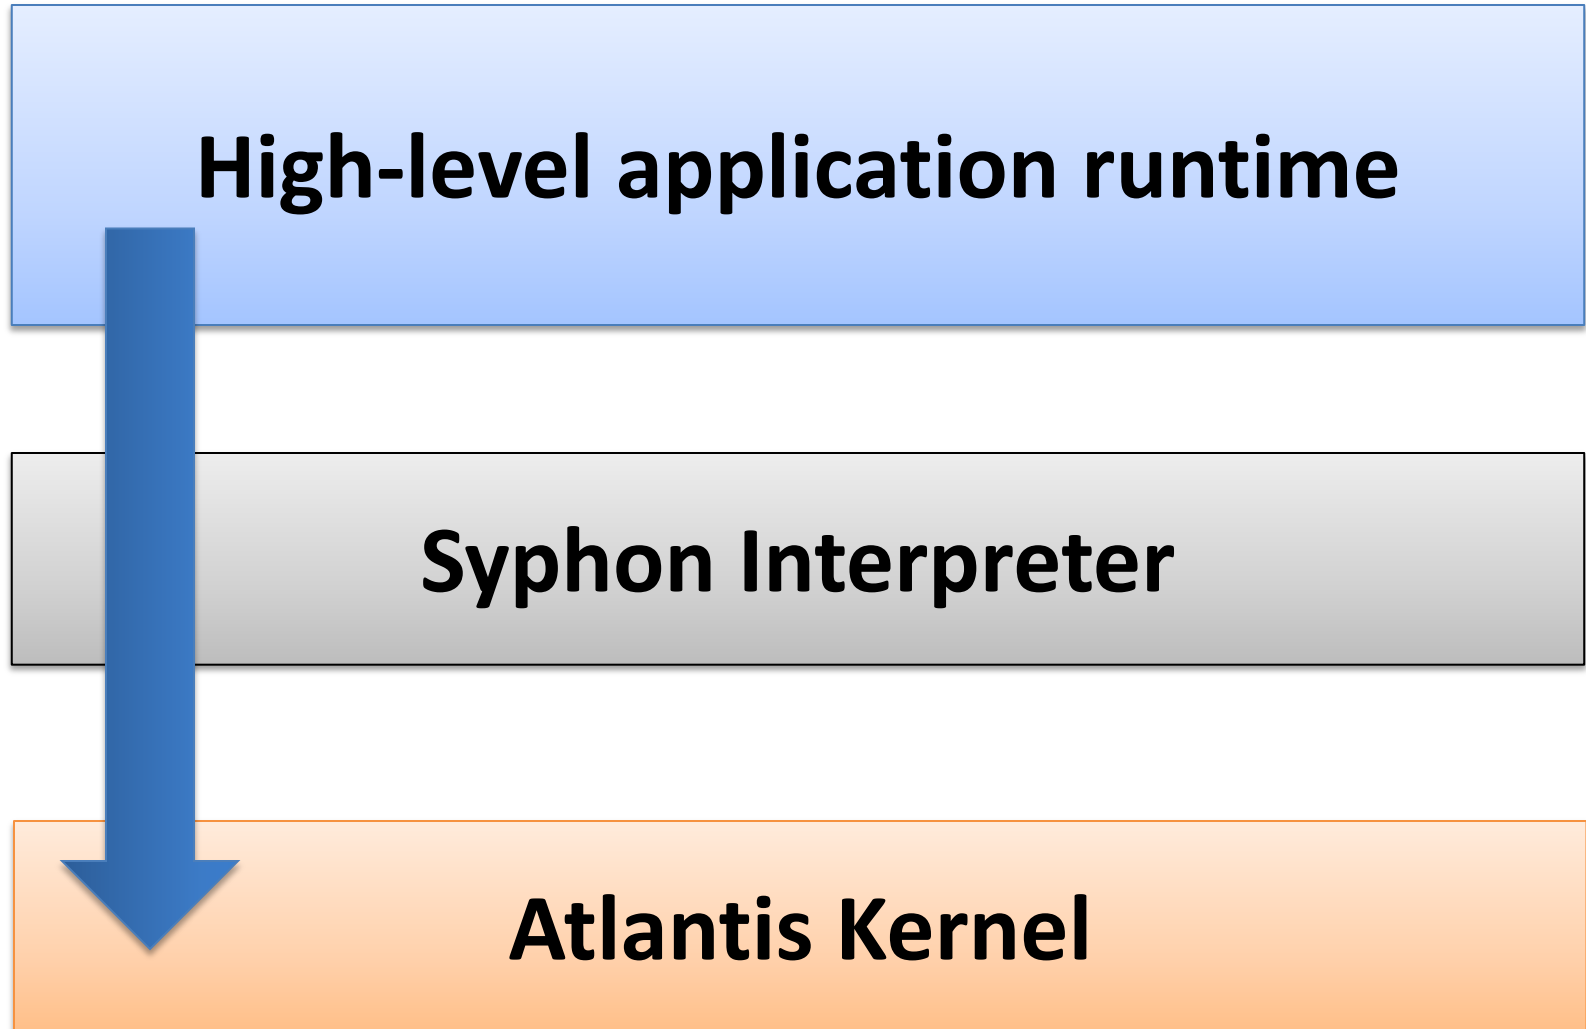 High-level application runtime
Syphon Interpreter
Atlantis Kernel